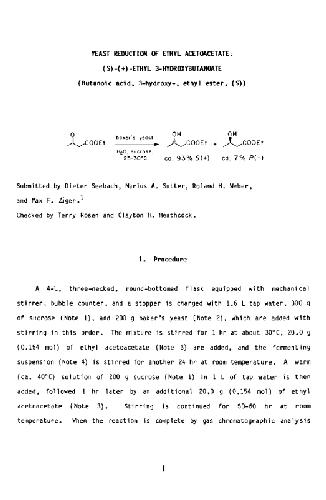 YEAST REDUCTION OF ETHYL ACETOACETATE:
(S)-(+)-ETHYL 3-HYDROXYBUTANOATE
(Butanoic acid, 3-hydroxy-, ethyl ester, (S))
O OH OH
COOEt baker's yeast COOEt + COOEt
H2O, sucrose
25-30°C ca. 93% S(+) ca. 7% R(-)
Submitted by Dieter Seebach, Marius A. Sutter, Roland H. Weber,
and Max F. Züger.1
Checked by Terry Rosen and Clayton H. Heathcock.
1. Procedure
A 4-L, three-necked, round-bottomed flask equipped with mechanical
stirrer, bubble counter, and a stopper is charged with 1.6 L tap water, 300 g
of sucrose (Note 1), and 200 g baker's yeast (Note 2), which are added with
stirring in this order. The mixture is stirred for 1 hr at about 30°C, 20.0 g
(0.154 mol) of ethyl acetoacetate (Note 3) are added, and the fermenting
suspension (Note 4) is stirred for another 24 hr at room temperature. A warm
(ca. 40°C) solution of 200 g sucrose (Note 1) in 1 L of tap water is then
added, followed 1 hr later by an additional 20.0 g (0.154 mol) of ethyl
acetoacetate (Note 3). Stirring is continued for 50-60 hr at room
temperature. When the reaction is complete by gas chromatographic analysis
1